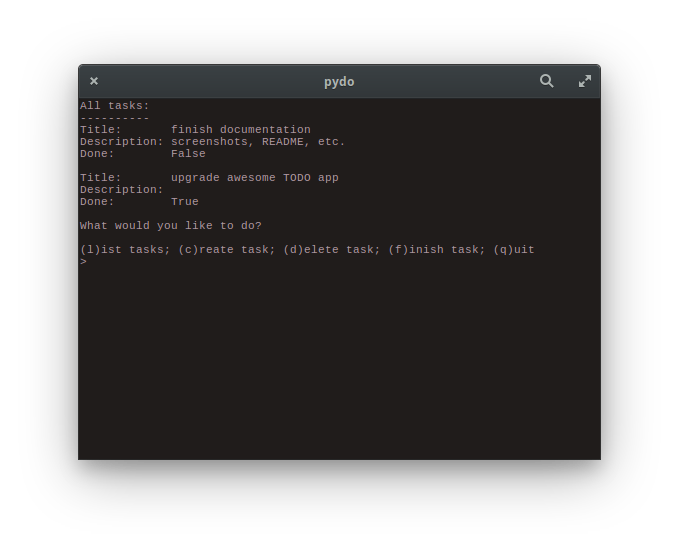 pydo
All tasks:
----------
Title:       finish documentation
Description: screenshots, README, etc.
Done:        False
Title:       upgrade awesome TODO app
Description:
Done:        True
What would you like to do?
(l)ist tasks; (c)reate task; (d)elete task; (f)inish task; (q)uit
>